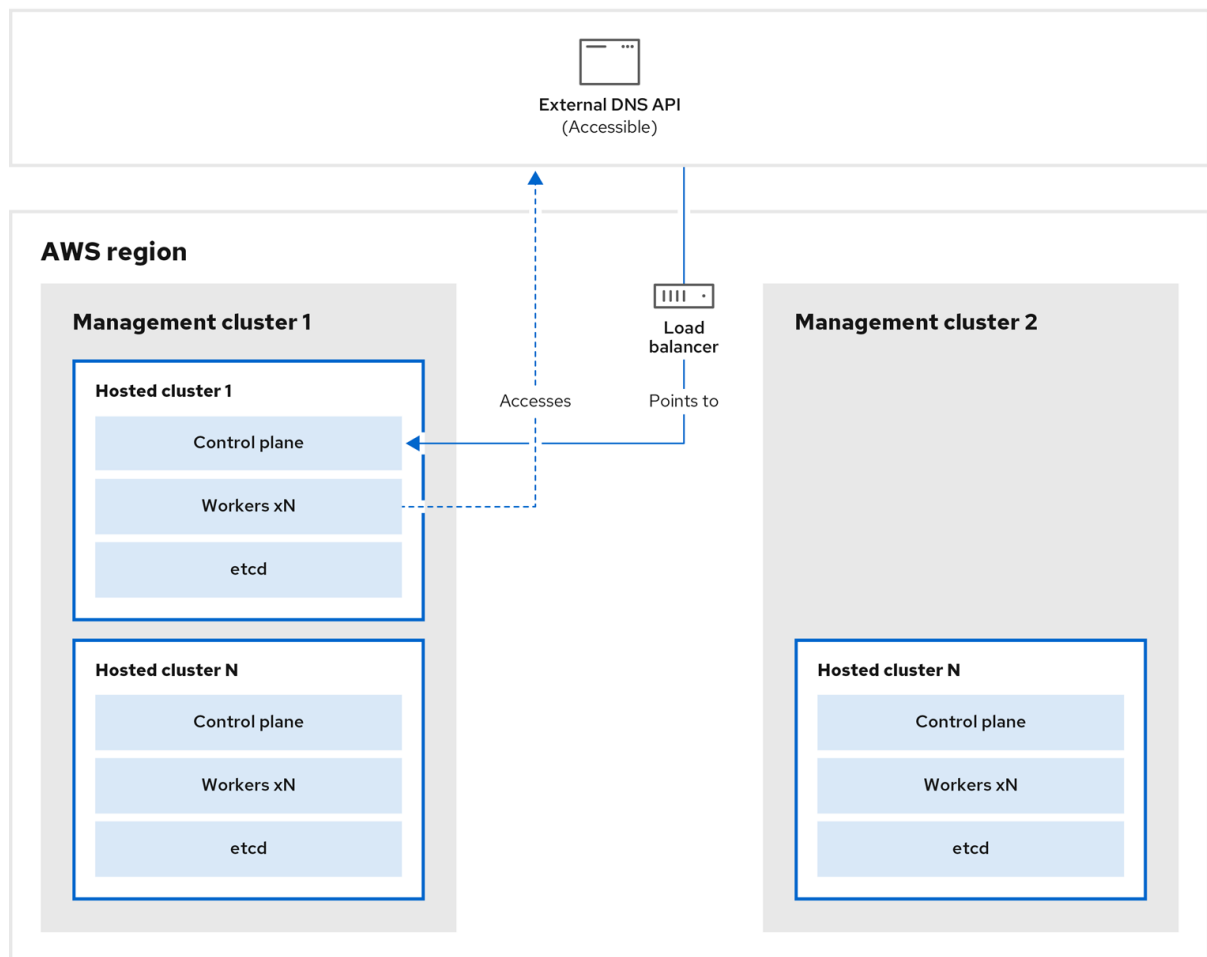 External DNS API
(Accessible)
AWS region
Management cluster 1
Hosted cluster 1
Control plane
Workers xN
etcd
Hosted cluster N
Control plane
Workers xN
etcd
Accesses
Load
balancer
Points to
Management cluster 2
Hosted cluster N
Control plane
Workers xN
etcd